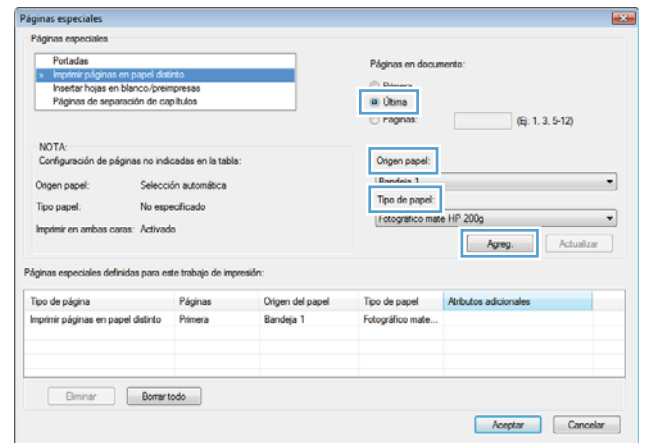 Páginas especiales
Páginas especiales
Portadas
» Imprimir páginas en papel distinto
Insertar hojas en blanco/preimpresas
Páginas de separación de capítulos
Páginas en documento:
Primera
Última
Páginas:
(Ej: 1, 3, 5-12)
NOTA:
Configuración de páginas no indicadas en la tabla:
Origen papel: Selección automática
Tipo papel: No especificado
Imprimir en ambas caras: Activado
Origen papel:
Bandeja 1
Tipo de papel:
Fotográfico mate HP 200g
Agreg. Actualizar
Páginas especiales definidas para este trabajo de impresión:
Tipo de página Páginas Origen del papel Tipo de papel Atributos adicionales
Imprimir páginas en papel distinto Primera Bandeja 1 Fotográfico mate...
Eliminar Borrar todo
Aceptar Cancelar